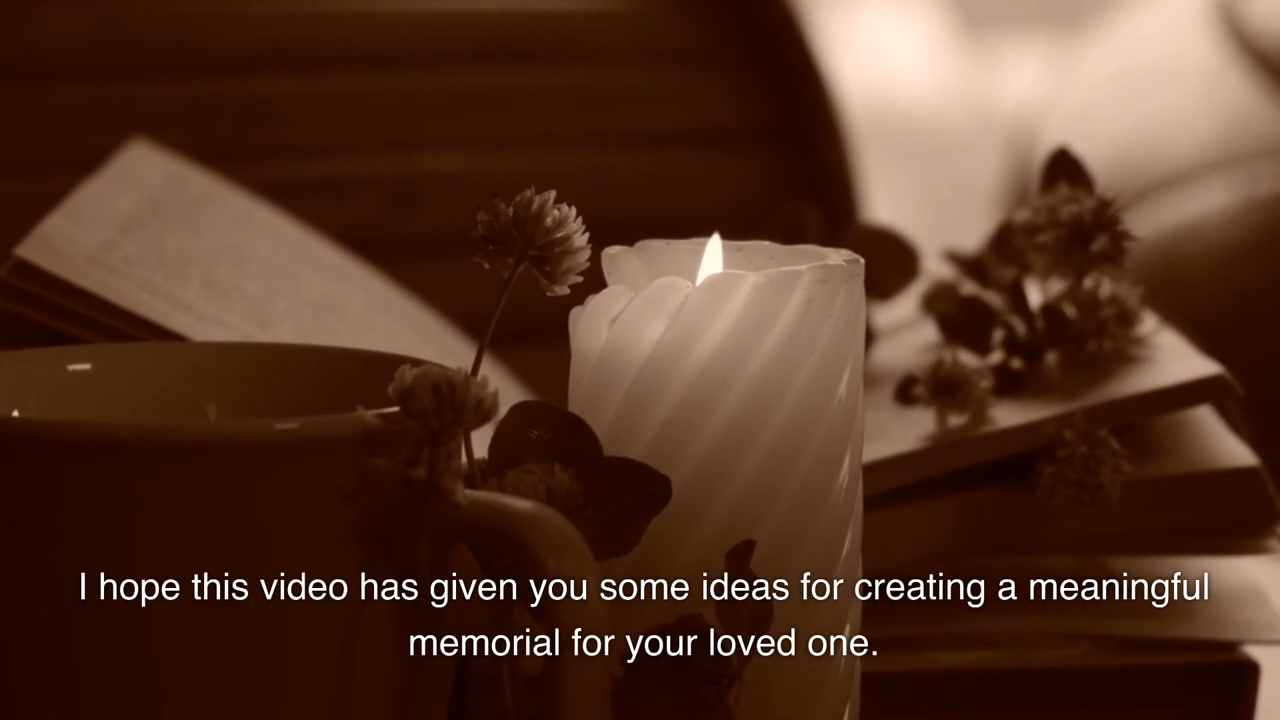 I hope this video has given you some ideas for creating a meaningful
memorial for your loved one.